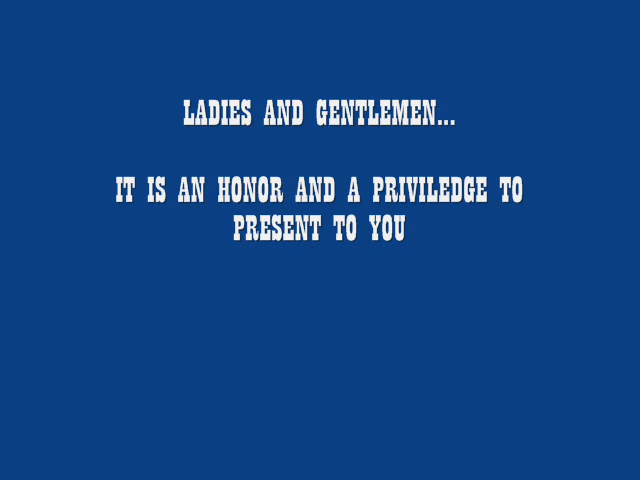 LADIES AND GENTLEMEN...
IT IS AN HONOR AND A PRIVILEDGE TO
PRESENT TO YOU